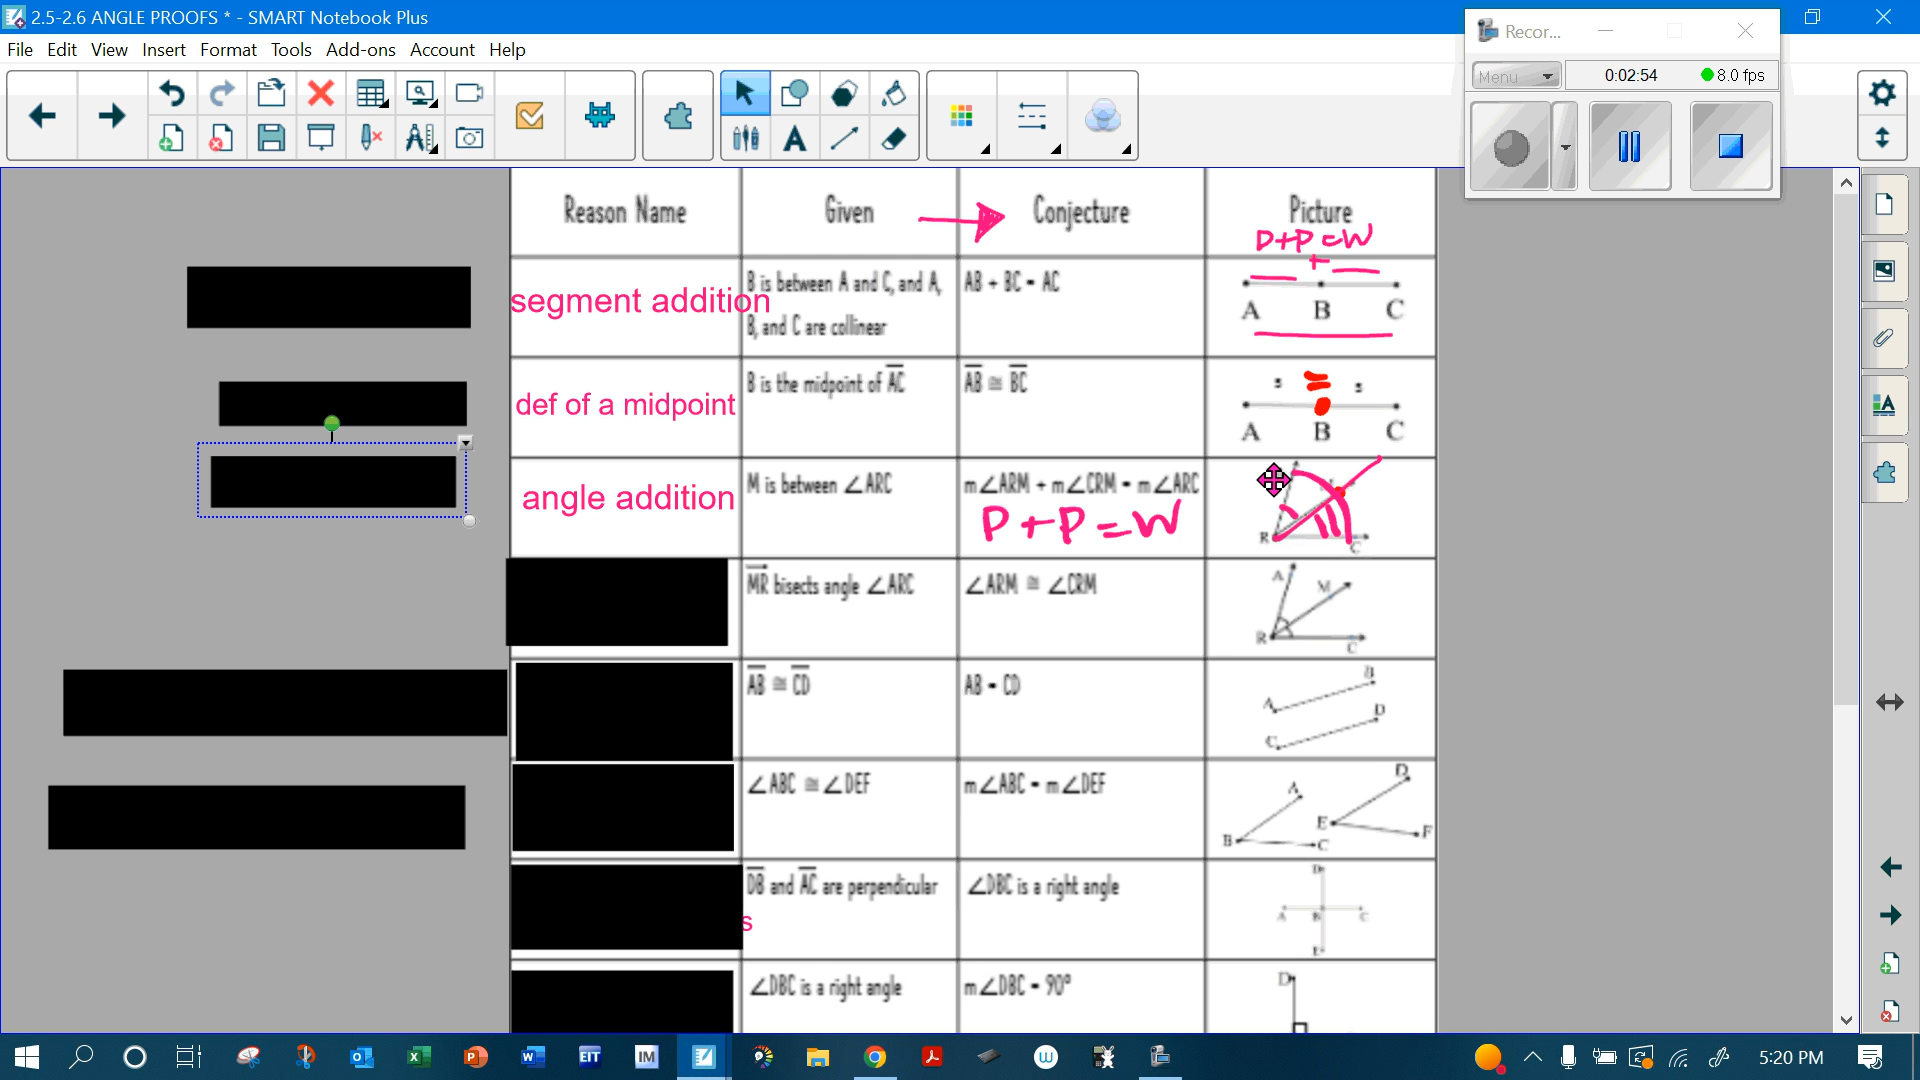 2.5-2.6 ANGLE PROOFS * - SMART Notebook Plus
File Edit View Insert Format Tools Add-ons Account Help
Recor...
Menu
0:02:54
8.0 fps
Reason Name
Given
Conjecture
Picture
P+P=W
segment addition
B is between A and C, and A,
B, and C are collinear
AB + BC = AC
+
A B C
def of a midpoint
B is the midpoint of AC
AB ≅ BC
=
A B C
angle addition
M is between ∠ARC
m∠ARM + m∠CRM = m∠ARC
P+P=W
R C
MR bisects angle ∠ARC
∠ARM ≅ ∠CRM
A M
R C
AB ≅ CD
AB = CD
B
A
D
C
∠ABC ≅ ∠DEF
m∠ABC = m∠DEF
D
A
E
F
B C
DB and AC are perpendicular
∠DBC is a right angle
s
D
A B C
E
∠DBC is a right angle
m∠DBC = 90°
D
EIT
IM
5:20 PM